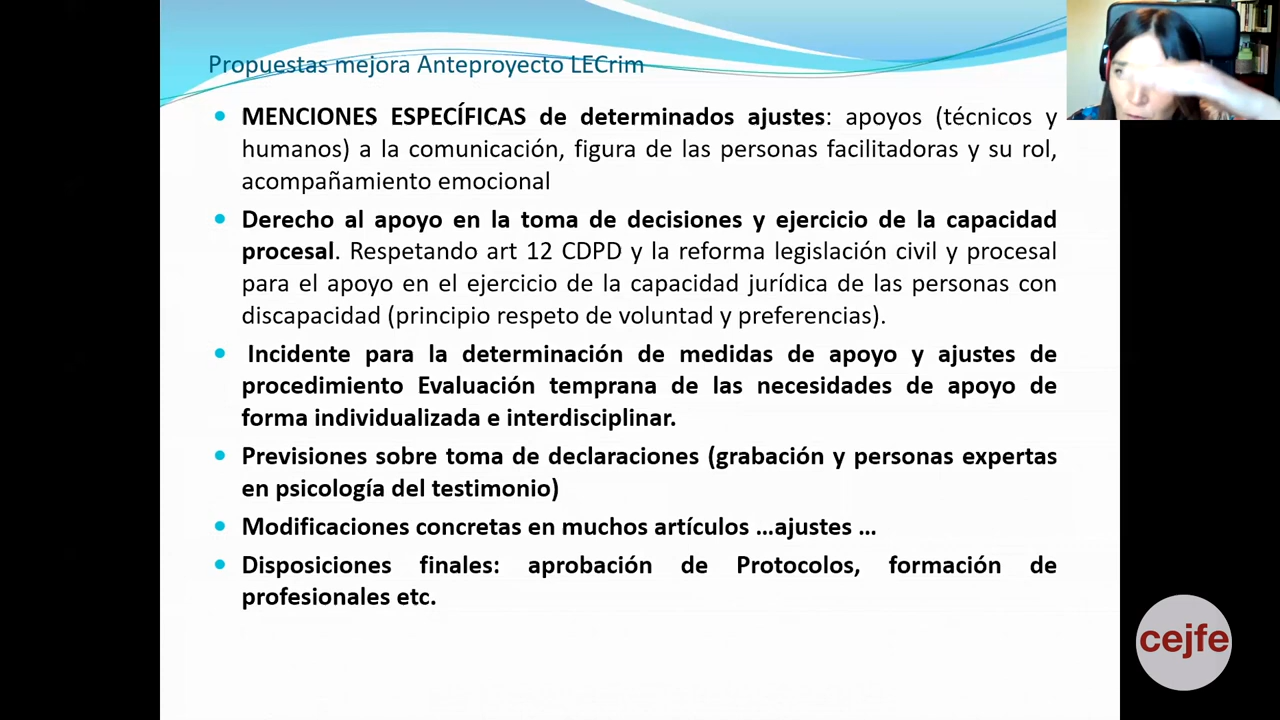 Propuestas mejora Anteproyecto LECrim
MENCIONES ESPECÍFICAS de determinados ajustes: apoyos (técnicos y
humanos) a la comunicación, figura de las personas facilitadoras y su rol,
acompañamiento emocional
Derecho al apoyo en la toma de decisiones y ejercicio de la capacidad
procesal. Respetando art 12 CDPD y la reforma legislación civil y procesal
para el apoyo en el ejercicio de la capacidad jurídica de las personas con
discapacidad (principio respeto de voluntad y preferencias).
Incidente para la determinación de medidas de apoyo y ajustes de
procedimiento Evaluación temprana de las necesidades de apoyo de
forma individualizada e interdisciplinar.
Previsiones sobre toma de declaraciones (grabación y personas expertas
en psicología del testimonio)
Modificaciones concretas en muchos artículos …ajustes …
Disposiciones finales: aprobación de Protocolos, formación de
profesionales etc.
cejfe